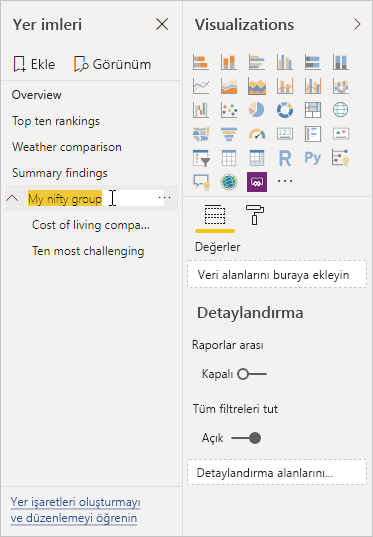 Yer imleri
Ekle
Görünüm
Overview
Top ten rankings
Weather comparison
Summary findings
My nifty group
Cost of living compa...
Ten most challenging
Yer işaretleri oluşturmayı
ve düzenlemeyi öğrenin
Visualizations
123
R
Py
Değerler
Veri alanlarını buraya ekleyin
Detaylandırma
Raporlar arası
Kapalı
Tüm filtreleri tut
Açık
Detaylandırma alanlarını...